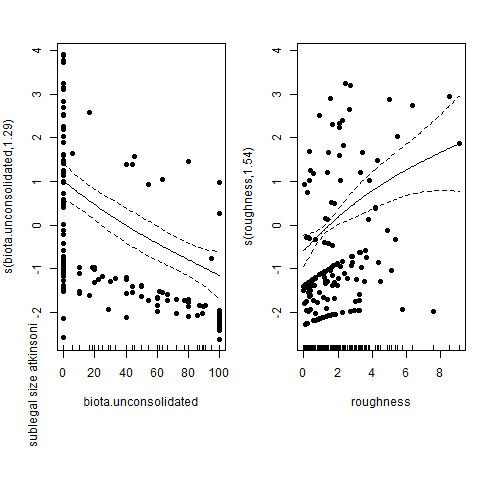 s(biota.unconsolidated,1.29)
sublegal size atkinsoni
4
3
2
1
0
-1
-2
0 20 40 60 80 100
biota.unconsolidated
s(roughness,1.54)
4
3
2
1
0
-1
-2
0 2 4 6 8
roughness